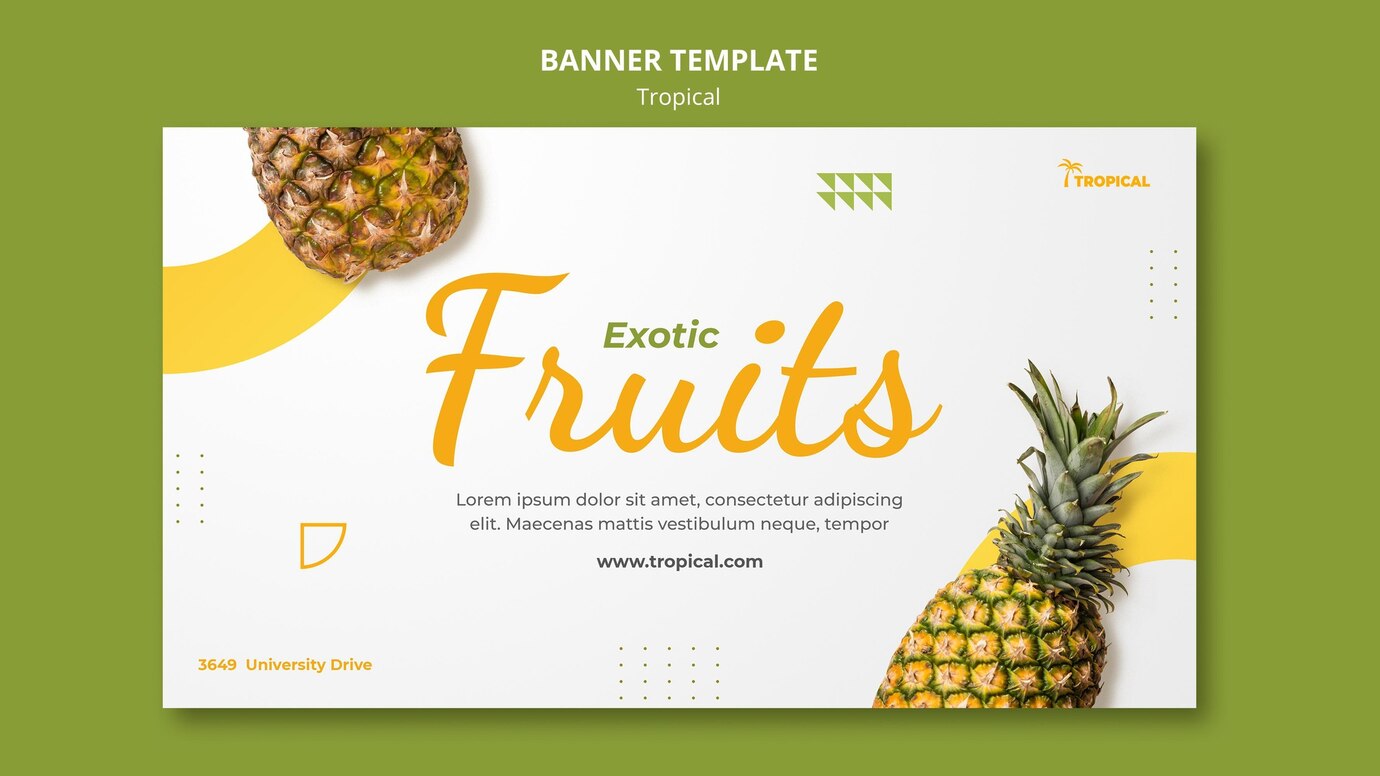 BANNER TEMPLATE
Tropical
TROPICAL
Exotic
Fruits
Lorem ipsum dolor sit amet, consectetur adipiscing
elit. Maecenas mattis vestibulum neque, tempor
www.tropical.com
3649 University Drive